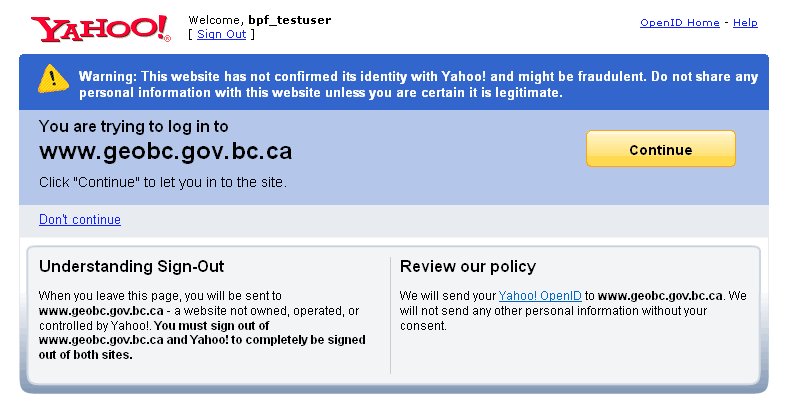 YAHOO!®
Welcome, bpf_testuser
[ Sign Out ]
OpenID Home - Help
Warning: This website has not confirmed its identity with Yahoo! and might be fraudulent. Do not share any
personal information with this website unless you are certain it is legitimate.
You are trying to log in to
www.geobc.gov.bc.ca
Click "Continue" to let you in to the site.
Continue
Don't continue
Understanding Sign-Out
When you leave this page, you will be sent to
www.geobc.gov.bc.ca - a website not owned, operated, or
controlled by Yahoo!. You must sign out of
www.geobc.gov.bc.ca and Yahoo! to completely be signed
out of both sites.
Review our policy
We will send your Yahoo! OpenID to www.geobc.gov.bc.ca. We
will not send any other personal information without your
consent.